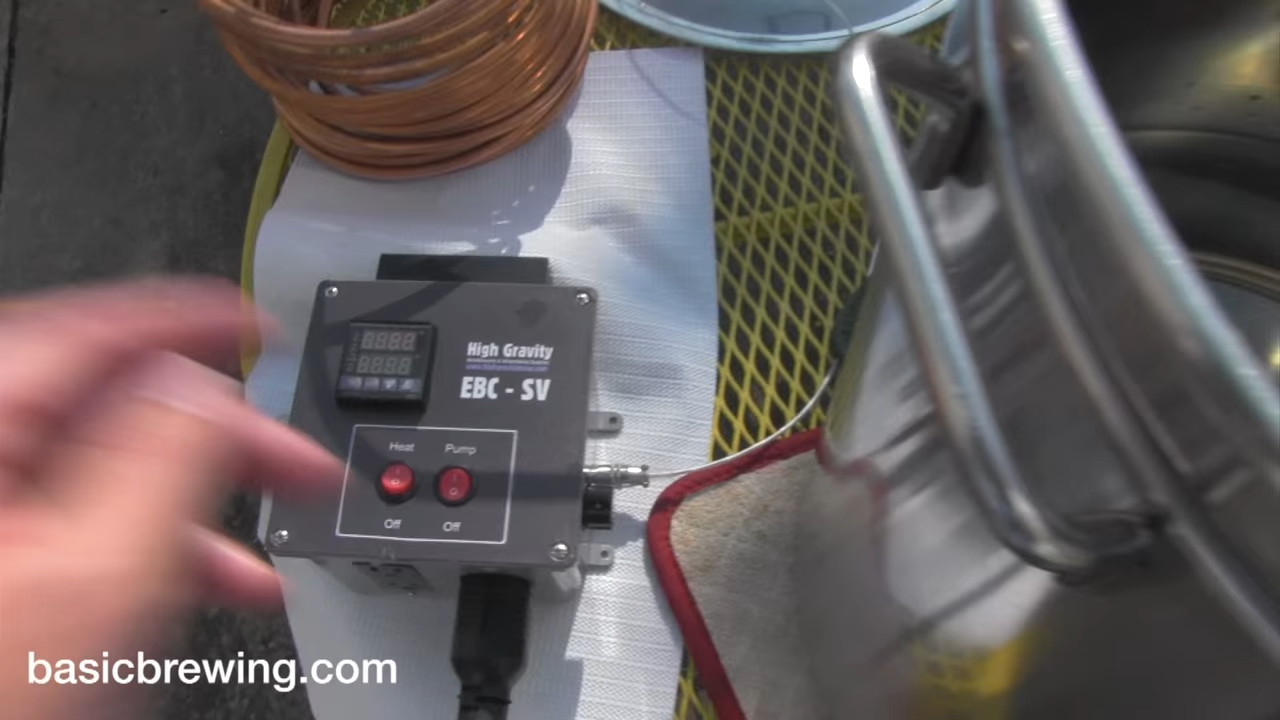 High Gravity
EBC - SV
Heat Pump
Off Off
basicbrewing.com